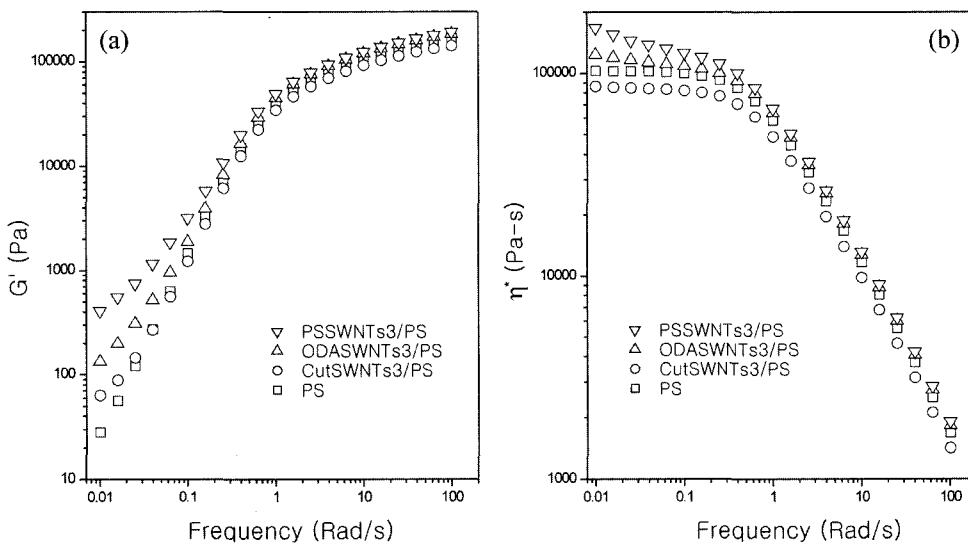 (a)
G' (Pa)
100000
10000
1000
100
10
▽ PSSWNTs3/PS
△ ODASWNTs3/PS
○ CutSWNTs3/PS
□ PS
0.01 0.1 1 10 100
Frequency (Rad/s)
(b)
η* (Pa-s)
100000
10000
1000
▽ PSSWNTs3/PS
△ ODASWNTs3/PS
○ CutSWNTs3/PS
□ PS
0.01 0.1 1 10 100
Frequency (Rad/s)